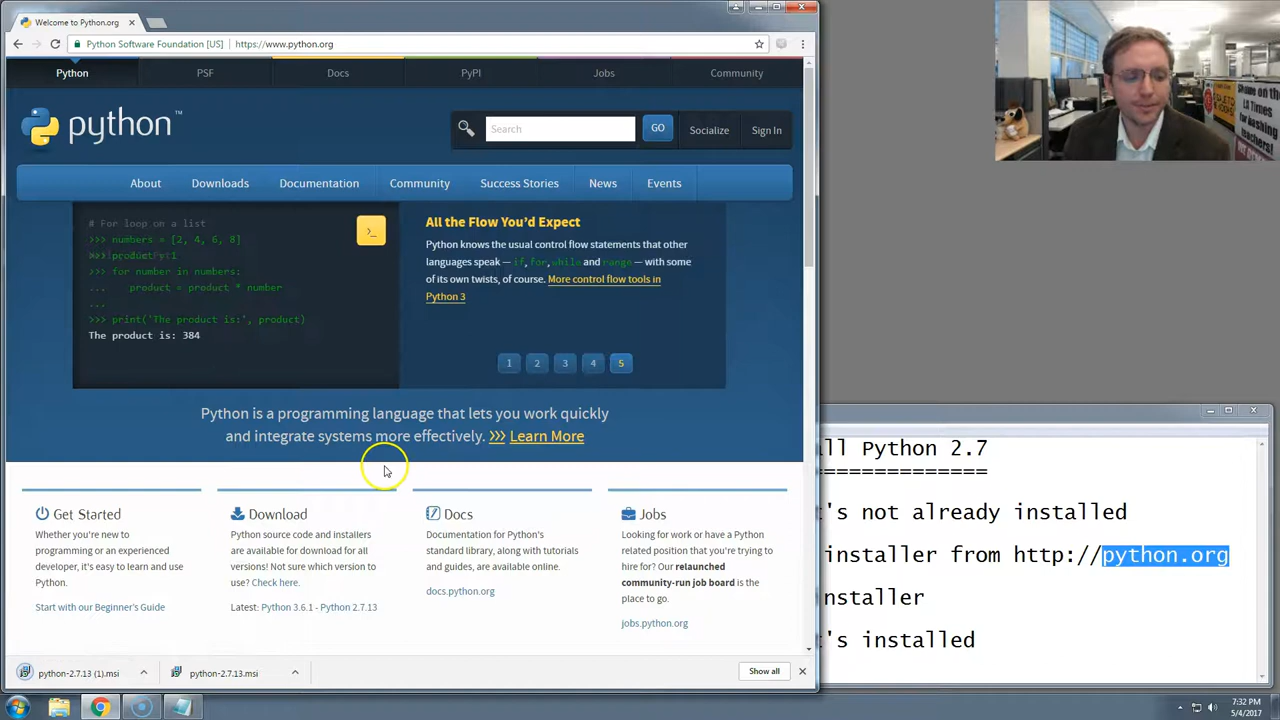 Welcome to Python.org
Python Software Foundation [US] https://www.python.org
Python PSF Docs PyPI Jobs Community
python™
Search GO Socialize Sign In
About Downloads Documentation Community Success Stories News Events
# For loop on a list
>>> numbers = [2, 4, 6, 8]
>>> product = 1
>>> for number in numbers:
... product = product * number
...
>>> print('The product is:', product)
The product is: 384
>_
All the Flow You'd Expect
Python knows the usual control flow statements that other
languages speak — if, for, while and range — with some
of its own twists, of course. More control flow tools in
Python 3
1 2 3 4 5
Python is a programming language that lets you work quickly
and integrate systems more effectively. >>> Learn More
Get Started
Whether you're new to
programming or an experienced
developer, it's easy to learn and use
Python.
Start with our Beginner's Guide
Download
Python source code and installers
are available for download for all
versions! Not sure which version to
use? Check here.
Latest: Python 3.6.1 - Python 2.7.13
Docs
Documentation for Python's
standard library, along with tutorials
and guides, are available online.
docs.python.org
Jobs
Looking for work or have a Python
related position that you're trying to
hire for? Our relaunched
community-run job board is the
place to go.
jobs.python.org
python-2.7.13 (1).msi python-2.7.13.msi Show all
ll Python 2.7
=============
t's not already installed
installer from http://python.org
nstaller
t's installed
Share on the
LA Times
for bashing
teachers!
7:32 PM
5/4/2017